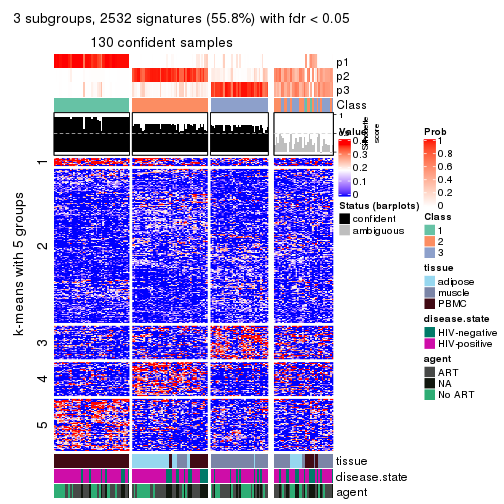 3 subgroups, 2532 signatures (55.8%) with fdr < 0.05
130 confident samples
p1
p2
p3
Class
1
Silhouette
score
k-means with 5 groups
1
2
3
4
5
tissue
disease.state
agent
Value
0.3
0.2
0.1
0
Status (barplots)
confident
ambiguous
Prob
1
0.8
0.6
0.4
0.2
0
Class
1
2
3
tissue
adipose
muscle
PBMC
disease.state
HIV-negative
HIV-positive
agent
ART
NA
No ART